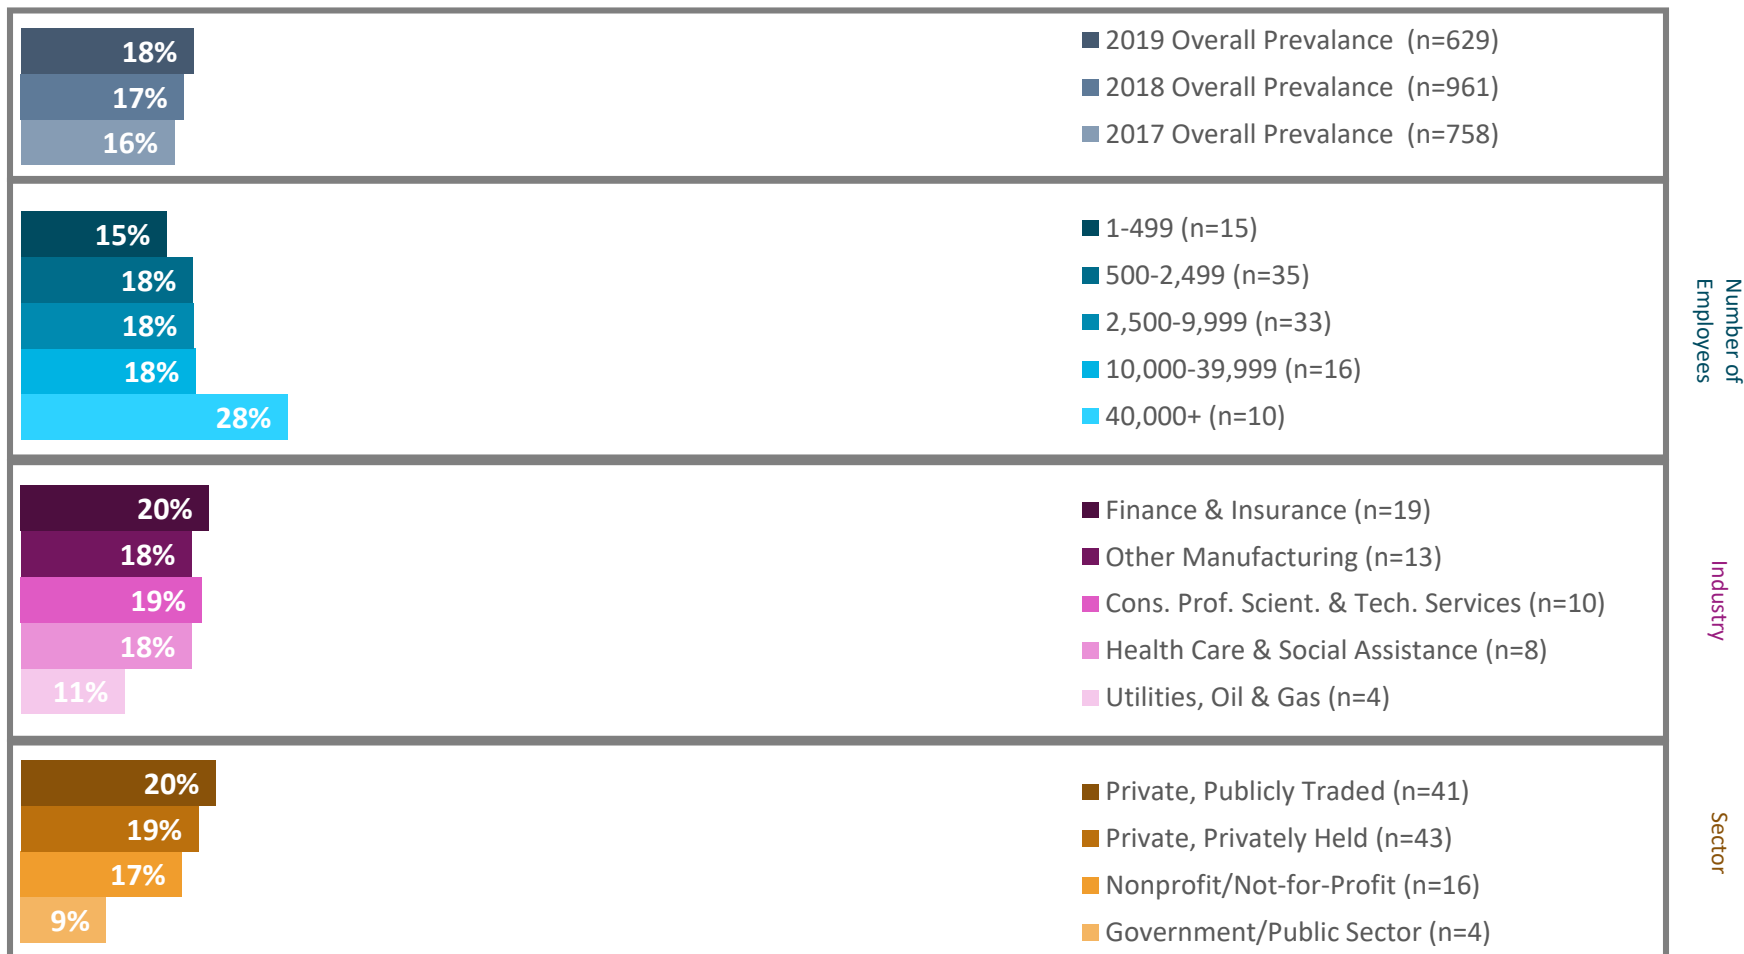 18% 2019 Overall Prevalance (n=629)
17% 2018 Overall Prevalance (n=961)
16% 2017 Overall Prevalance (n=758)
15% 1-499 (n=15)
18% 500-2,499 (n=35)
18% 2,500-9,999 (n=33)
18% 10,000-39,999 (n=16)
28% 40,000+ (n=10)
Number of
Employees
20% Finance & Insurance (n=19)
18% Other Manufacturing (n=13)
19% Cons. Prof. Scient. & Tech. Services (n=10)
18% Health Care & Social Assistance (n=8)
11% Utilities, Oil & Gas (n=4)
Industry
20% Private, Publicly Traded (n=41)
19% Private, Privately Held (n=43)
17% Nonprofit/Not-for-Profit (n=16)
9% Government/Public Sector (n=4)
Sector